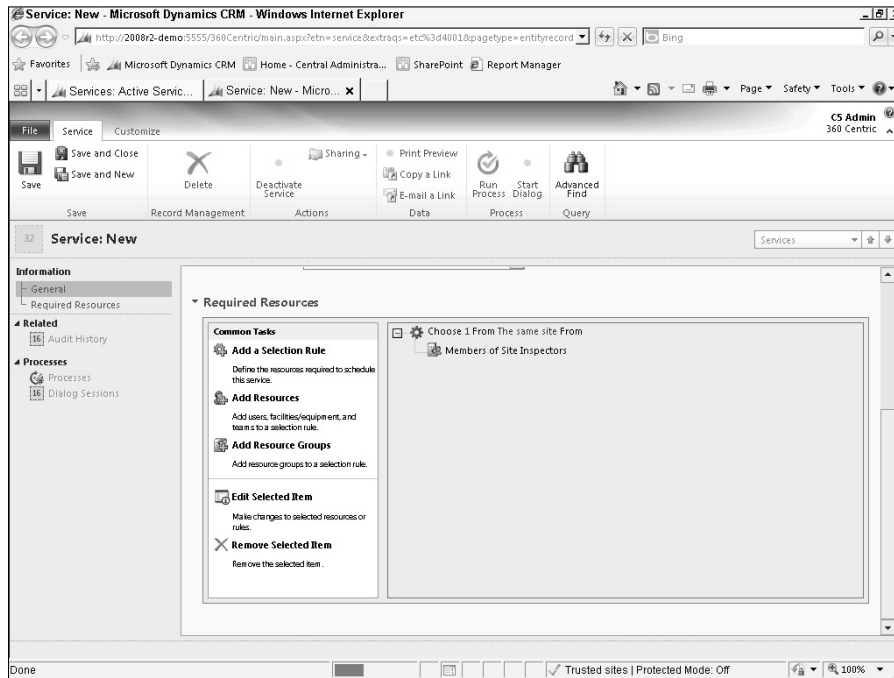 Service: New - Microsoft Dynamics CRM - Windows Internet Explorer
http://2008r2-demo:5555/360Centric/main.aspx?etn=service&extraqs=etc%3d4001&pagetype=entityrecord
Bing
Favorites Microsoft Dynamics CRM Home - Central Administra... SharePoint Report Manager
Services: Active Servic... Service: New - Micro... Page Safety Tools
C5 Admin
360 Centric
File Service Customize
Save
Save and Close
Save and New
Save
Delete
Record Management
Deactivate Service
Sharing
Actions
Print Preview
Copy a Link
E-mail a Link
Data
Run Process
Start Dialog
Process
Advanced Find
Query
32 Service: New
Services
Information
General
Required Resources
Related
16 Audit History
Processes
Processes
16 Dialog Sessions
Required Resources
Common Tasks
Add a Selection Rule
Define the resources required to schedule
this service.
Add Resources
Add users, facilities/equipment, and
teams to a selection rule.
Add Resource Groups
Add resource groups to a selection rule.
Edit Selected Item
Make changes to selected resources or
rules.
Remove Selected Item
Remove the selected item.
Choose 1 From The same site From
Members of Site Inspectors
Done
Trusted sites | Protected Mode: Off
100%